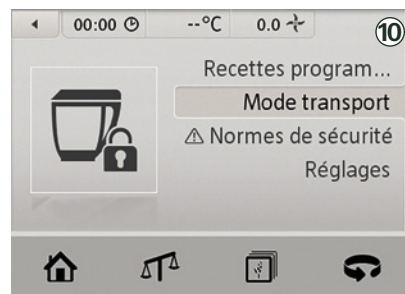 00:00 --°C 0.0
10
Recettes program...
Mode transport
⚠ Normes de sécurité
Réglages